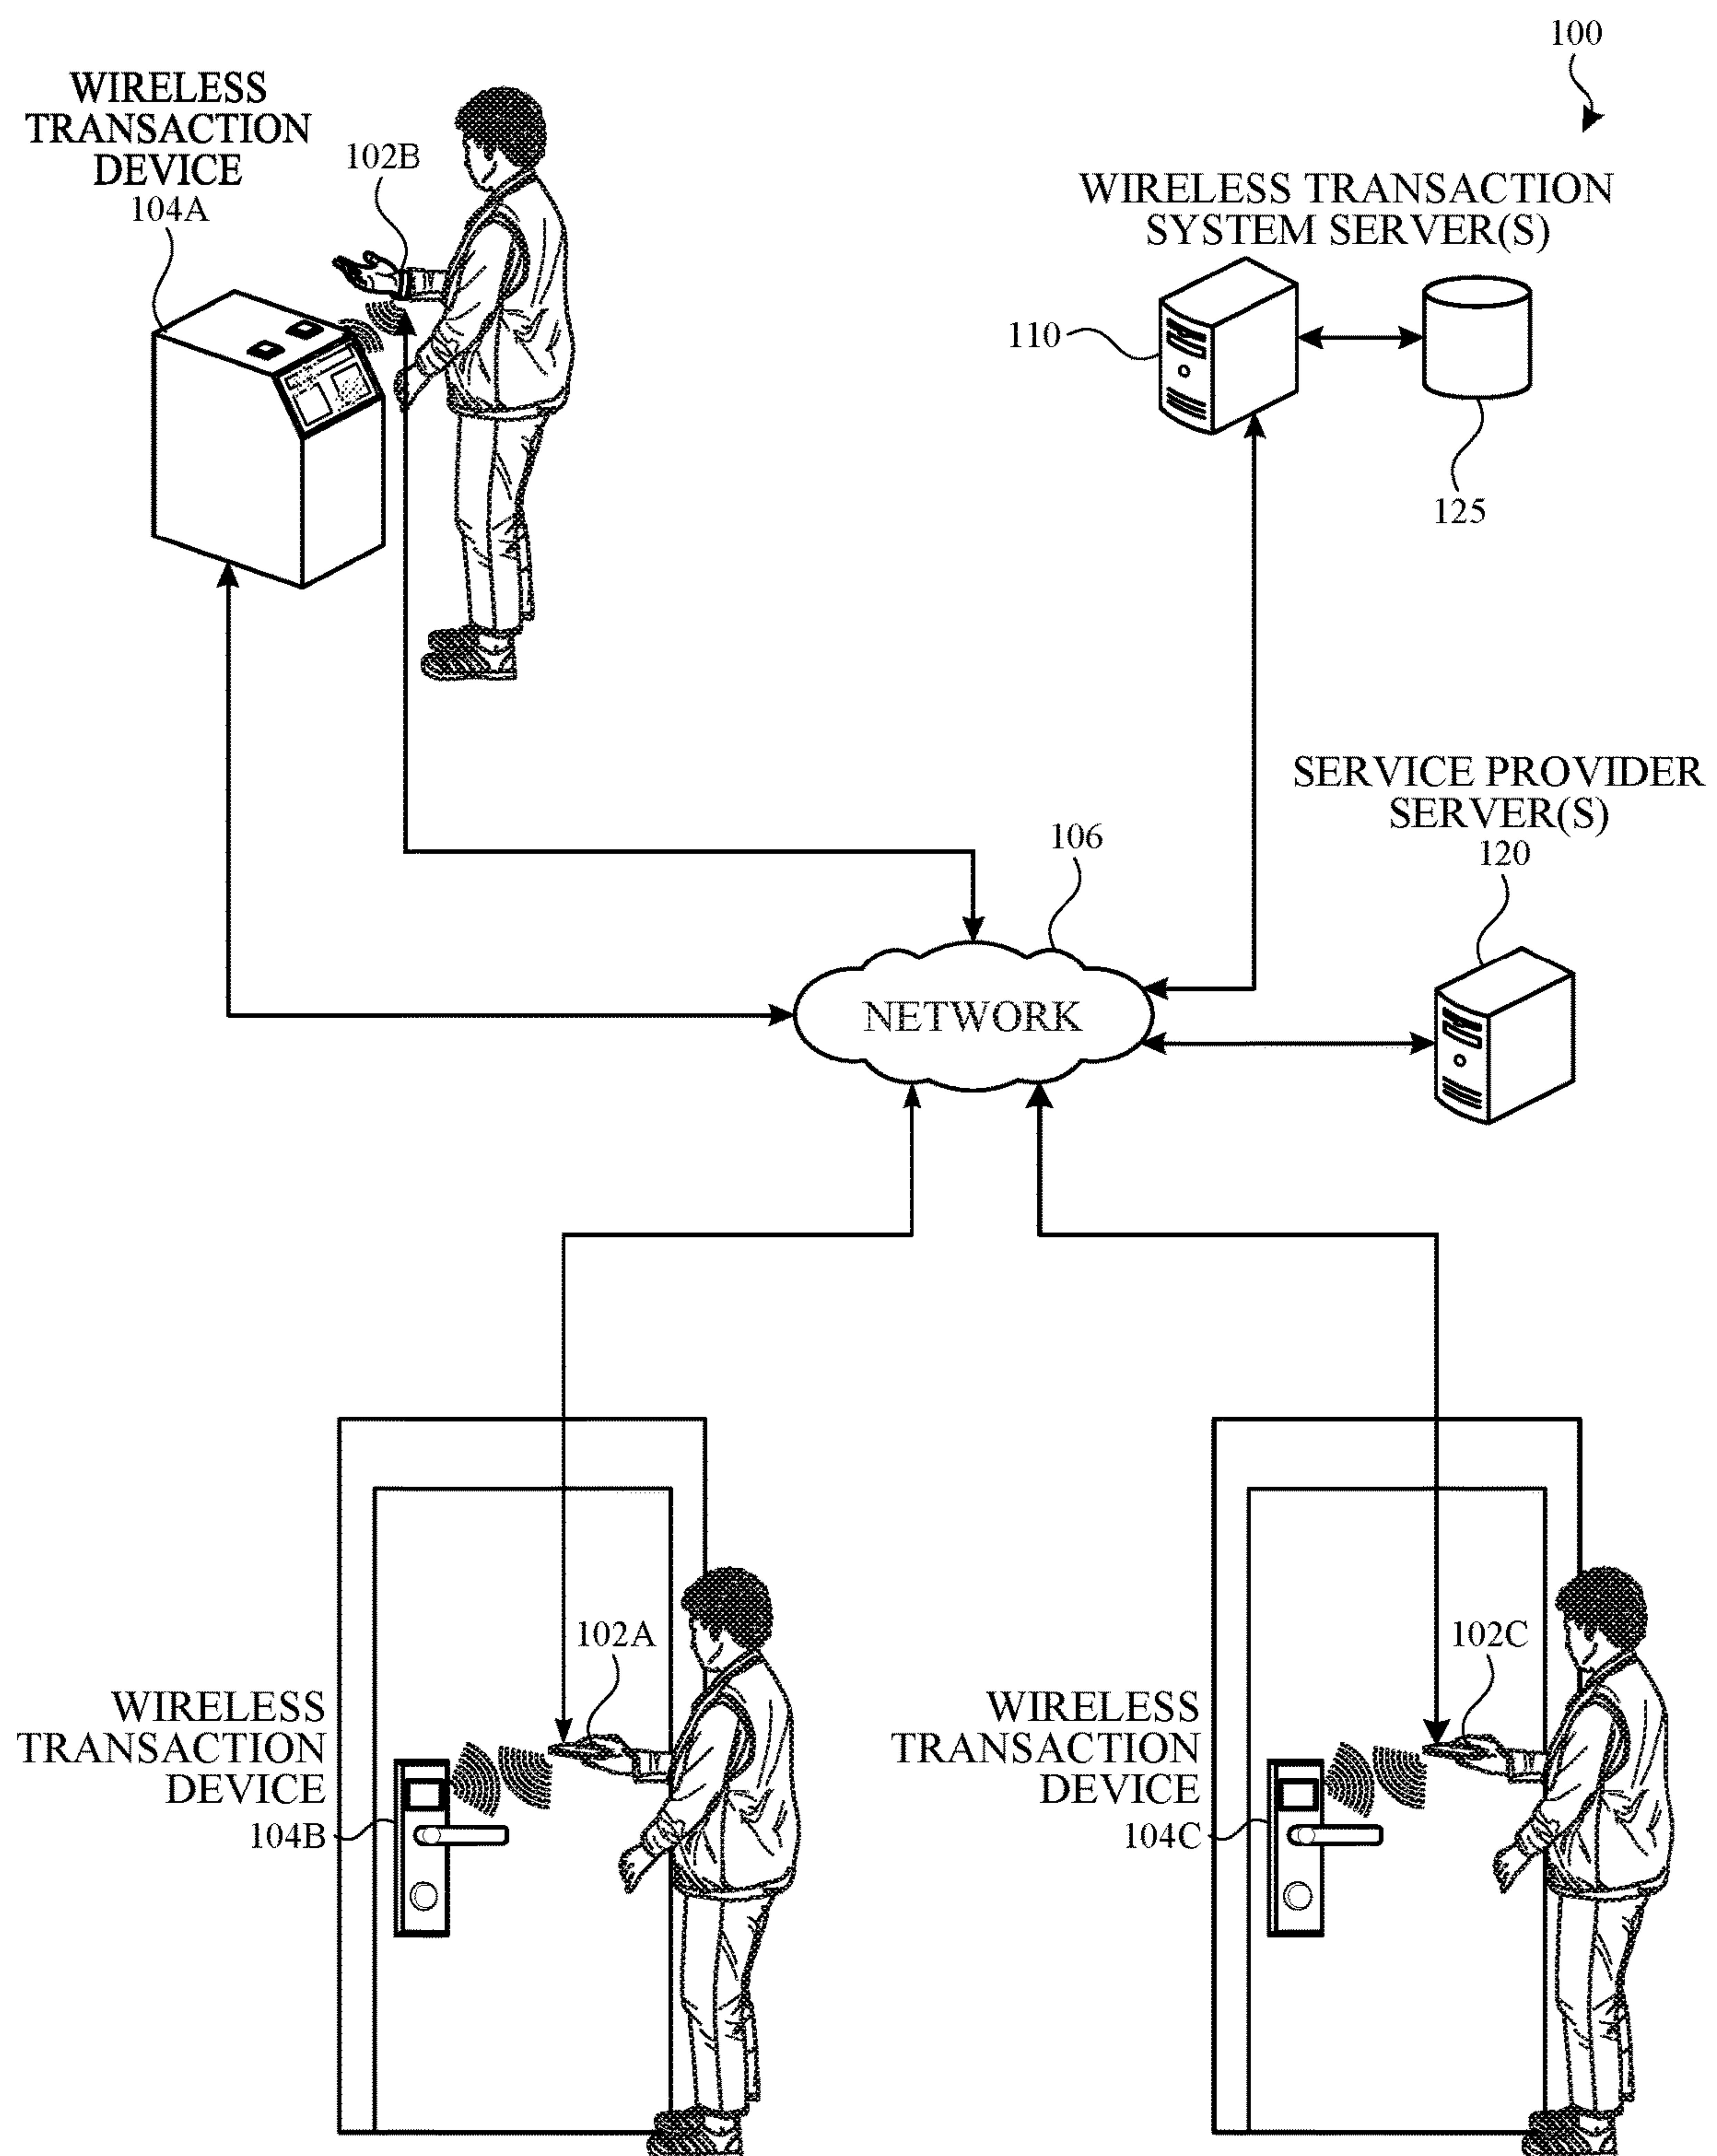 100
WIRELESS
TRANSACTION
DEVICE
104A
102B
WIRELESS TRANSACTION
SYSTEM SERVER(S)
110
125
SERVICE PROVIDER
SERVER(S)
120
106
NETWORK
102A
WIRELESS
TRANSACTION
DEVICE
104B
102C
WIRELESS
TRANSACTION
DEVICE
104C